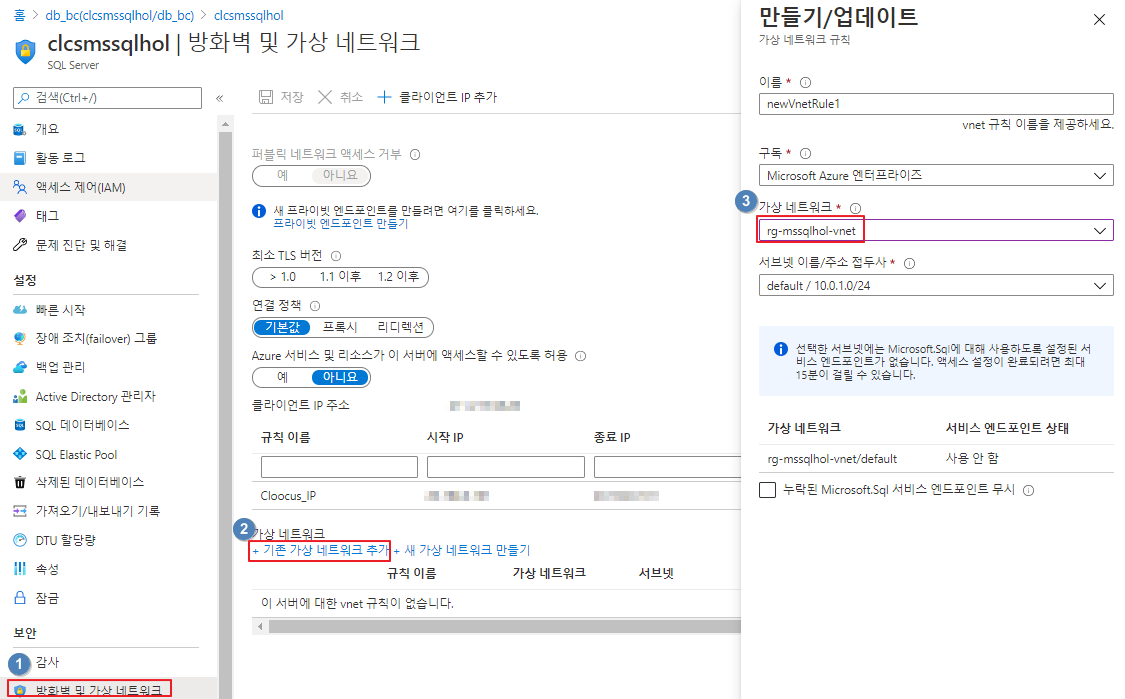 홈 > db_bc(clcsmssqlhol/db_bc) > clcsmssqlhol
clcsmssqlhol | 방화벽 및 가상 네트워크
SQL Server
검색(Ctrl+/)
«
개요
활동 로그
액세스 제어(IAM)
태그
문제 진단 및 해결
설정
빠른 시작
장애 조치(failover) 그룹
백업 관리
Active Directory 관리자
SQL 데이터베이스
SQL Elastic Pool
삭제된 데이터베이스
가져오기/내보내기 기록
DTU 할당량
속성
잠금
보안
1
감사
방화벽 및 가상 네트워크
저장 취소 + 클라이언트 IP 추가
퍼블릭 네트워크 액세스 거부
예 아니요
새 프라이빗 엔드포인트를 만들려면 여기를 클릭하세요.
프라이빗 엔드포인트 만들기
최소 TLS 버전
> 1.0 1.1 이후 1.2 이후
연결 정책
기본값 프록시 리디렉션
Azure 서비스 및 리소스가 이 서버에 액세스할 수 있도록 허용
예 아니요
클라이언트 IP 주소
규칙 이름 시작 IP 종료 IP
Cloocus_IP
2
가상 네트워크
+ 기존 가상 네트워크 추가 + 새 가상 네트워크 만들기
규칙 이름 가상 네트워크 서브넷
이 서버에 대한 vnet 규칙이 없습니다.
만들기/업데이트
가상 네트워크 규칙
이름 *
newVnetRule1
vnet 규칙 이름을 제공하세요.
구독 *
Microsoft Azure 엔터프라이즈
3
가상 네트워크 *
rg-mssqlhol-vnet
서브넷 이름/주소 접두사 *
default / 10.0.1.0/24
선택한 서브넷에는 Microsoft.Sql에 대해 사용하도록 설정된 서
비스 엔드포인트가 없습니다. 액세스 설정이 완료되려면 최대
15분이 걸릴 수 있습니다.
가상 네트워크 서비스 엔드포인트 상태
rg-mssqlhol-vnet/default 사용 안 함
누락된 Microsoft.Sql 서비스 엔드포인트 무시